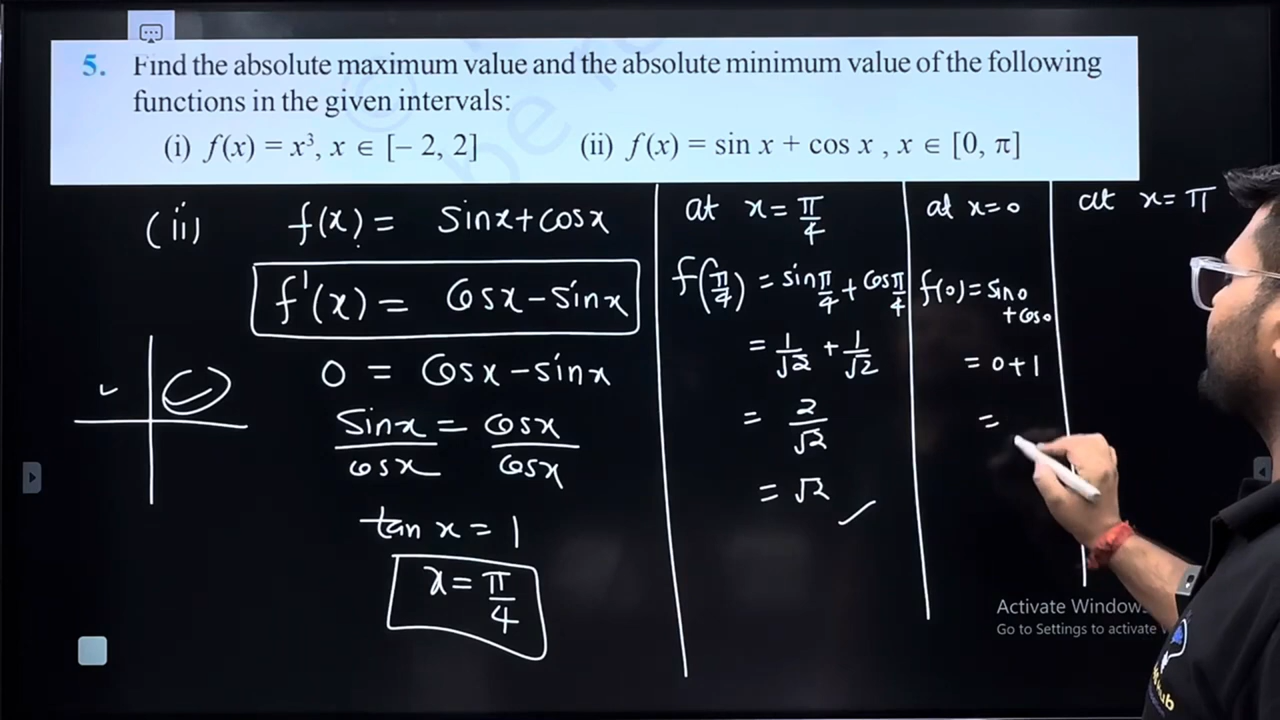 5. Find the absolute maximum value and the absolute minimum value of the following
functions in the given intervals:
(i) f(x) = x³, x ∈ [– 2, 2]
(ii) f(x) = sin x + cos x , x ∈ [0, π]
(ii) f(x) = sinx+cosx
f'(x) = cosx-sinx
0 = cosx-sinx
sinx/cosx = cosx/cosx
tan x = 1
x = π/4
at x = π/4
f(π/4) = sin π/4 + cos π/4
= 1/√2 + 1/√2
= 2/√2
= √2
at x=0
f(0) = sin0
+ cos0
= 0+1
=
at x = π
Activate Window
Go to Settings to activate